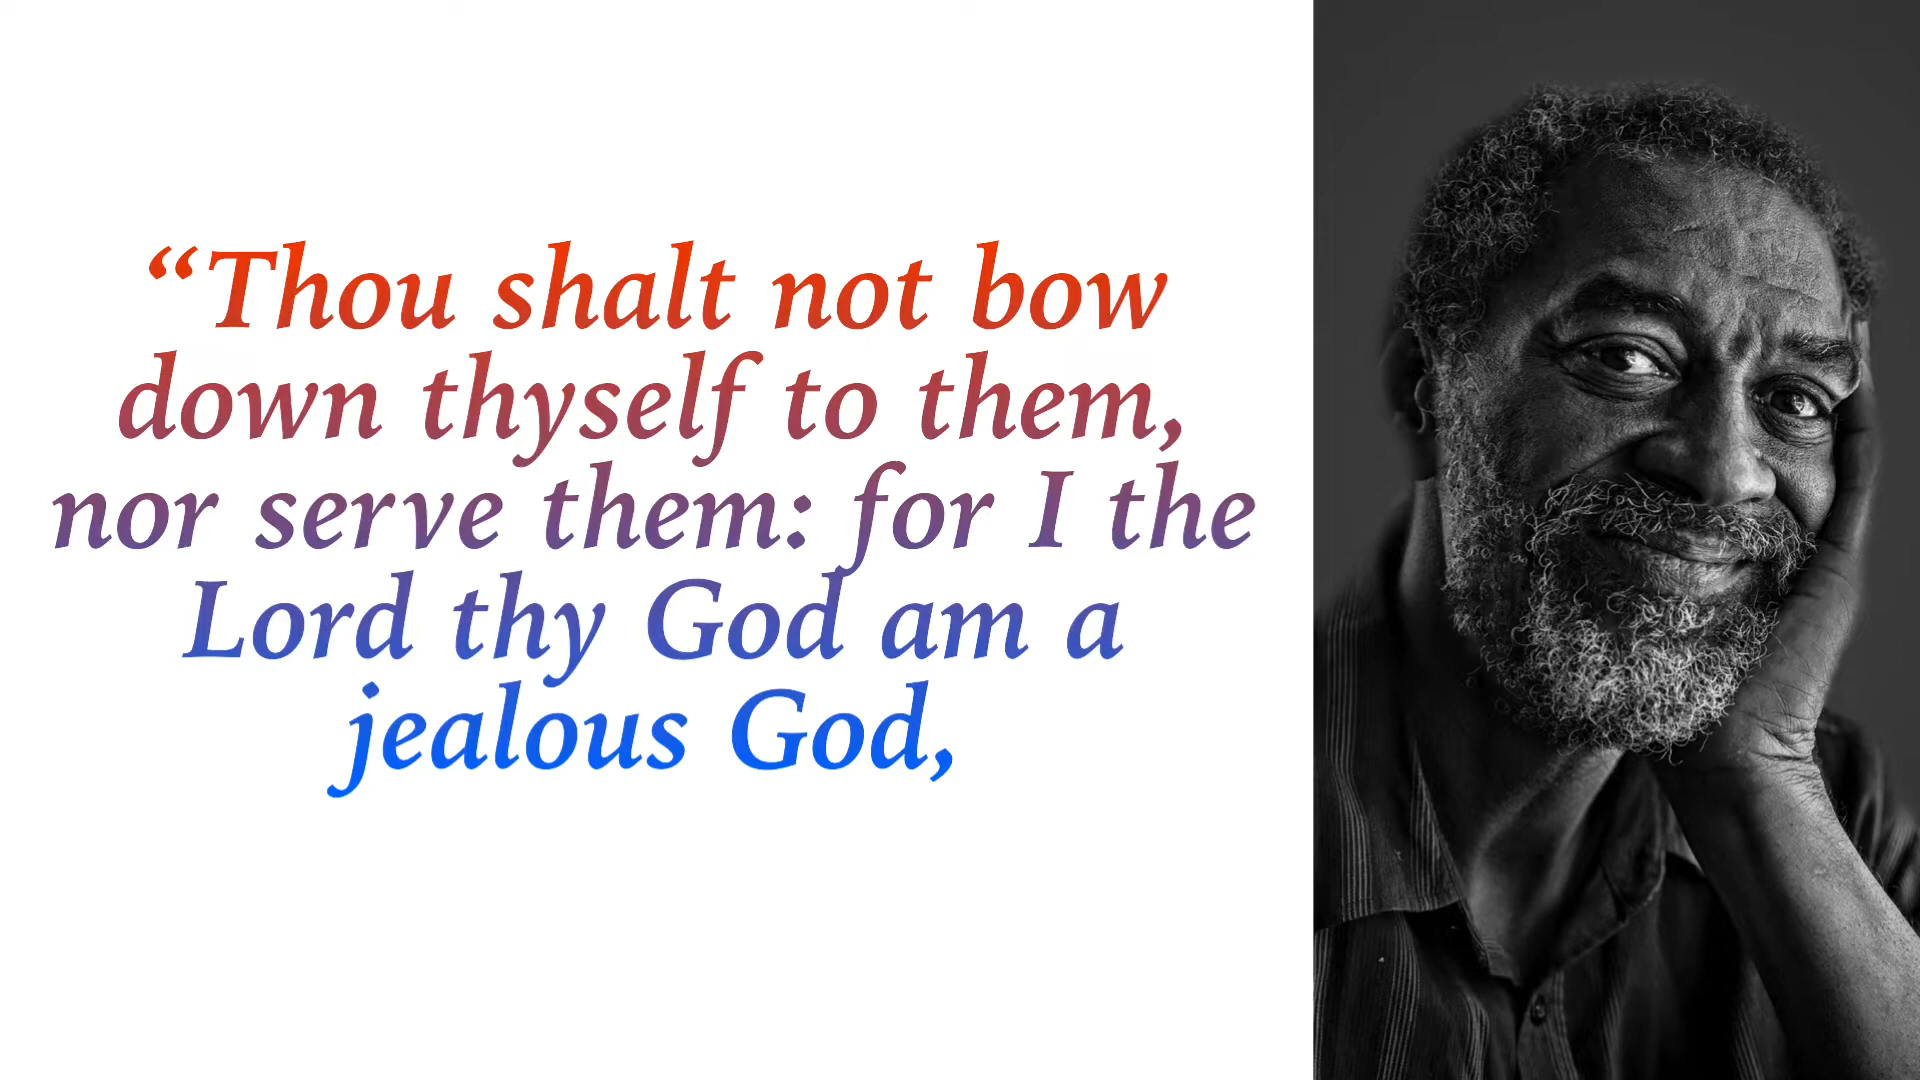 “Thou shalt not bow
down thyself to them,
nor serve them: for I the
Lord thy God am a
jealous God,